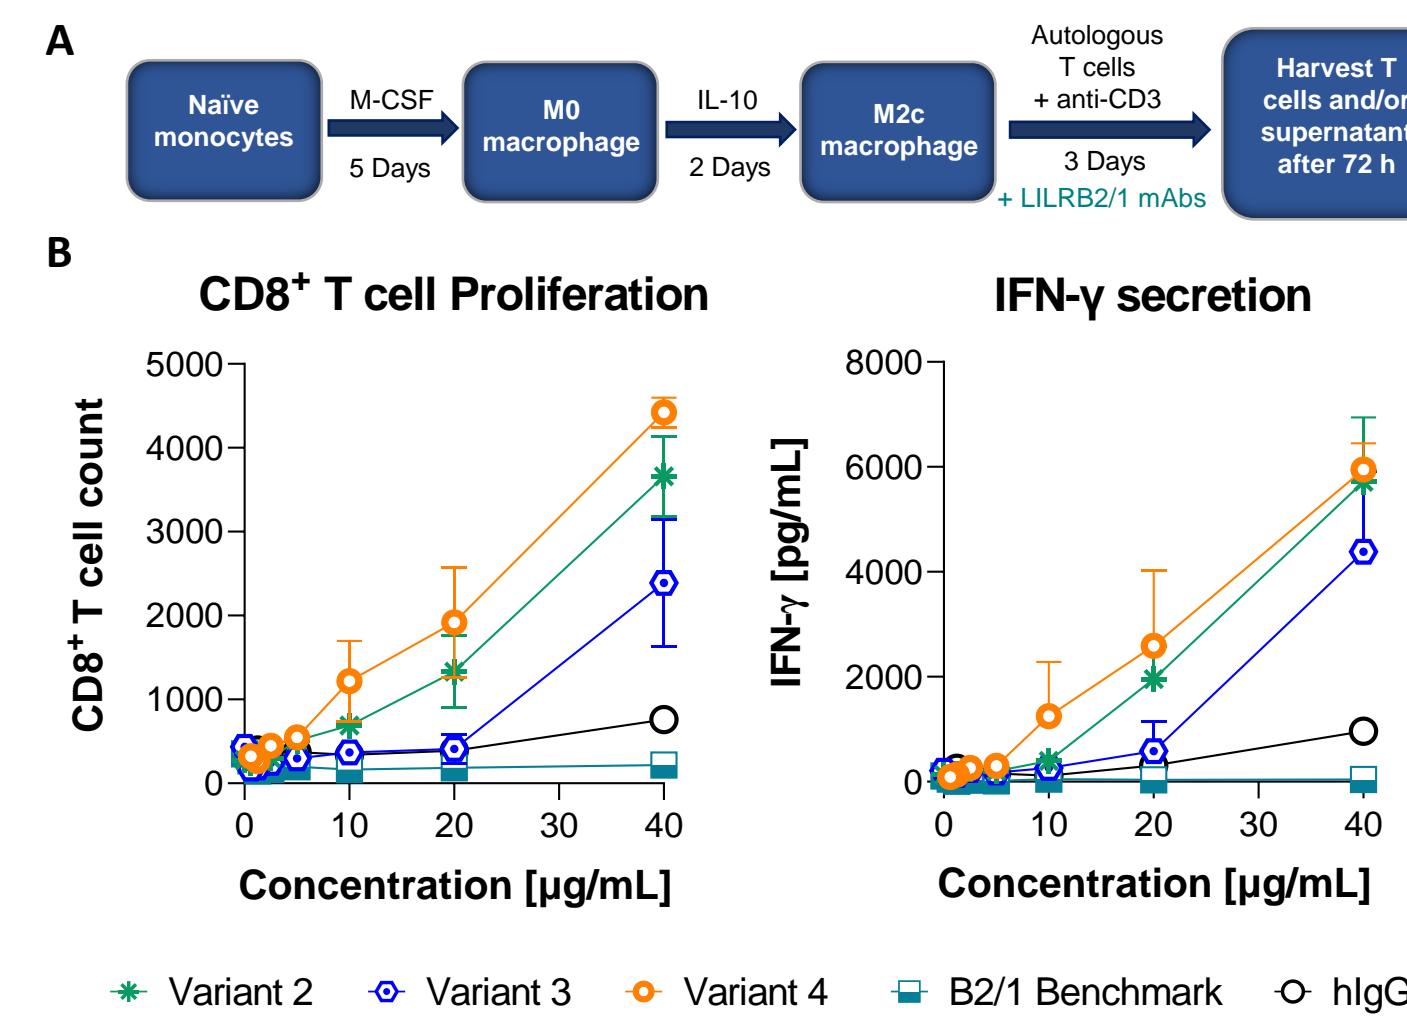 A
Naïve
monocytes
M-CSF
5 Days
M0
macrophage
IL-10
2 Days
M2c
macrophage
Autologous
T cells
+ anti-CD3
3 Days
+ LILRB2/1 mAbs
Harvest T
cells and/or
supernatant
after 72 h
B
CD8+ T cell Proliferation
CD8+ T cell count
5000
4000
3000
2000
1000
0
0 10 20 30 40
Concentration [µg/mL]
IFN-γ secretion
IFN-γ [pg/mL]
8000
6000
4000
2000
0
0 10 20 30 40
Concentration [µg/mL]
Variant 2 Variant 3 Variant 4 B2/1 Benchmark hIgG